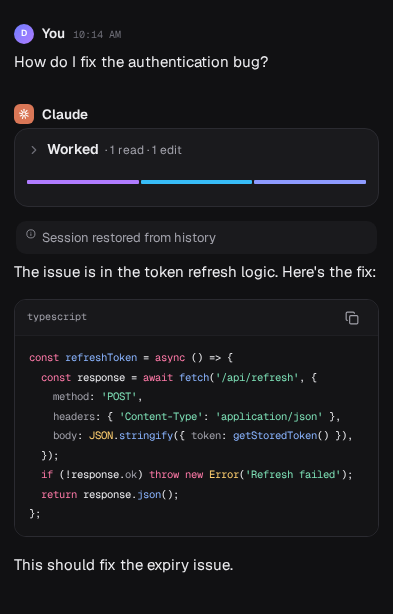 D You 10:14 AM
How do I fix the authentication bug?
Claude
Worked · 1 read · 1 edit
Session restored from history
The issue is in the token refresh logic. Here's the fix:
typescript
const refreshToken = async () => {
  const response = await fetch('/api/refresh', {
    method: 'POST',
    headers: { 'Content-Type': 'application/json' },
    body: JSON.stringify({ token: getStoredToken() }),
  });
  if (!response.ok) throw new Error('Refresh failed');
  return response.json();
};
This should fix the expiry issue.